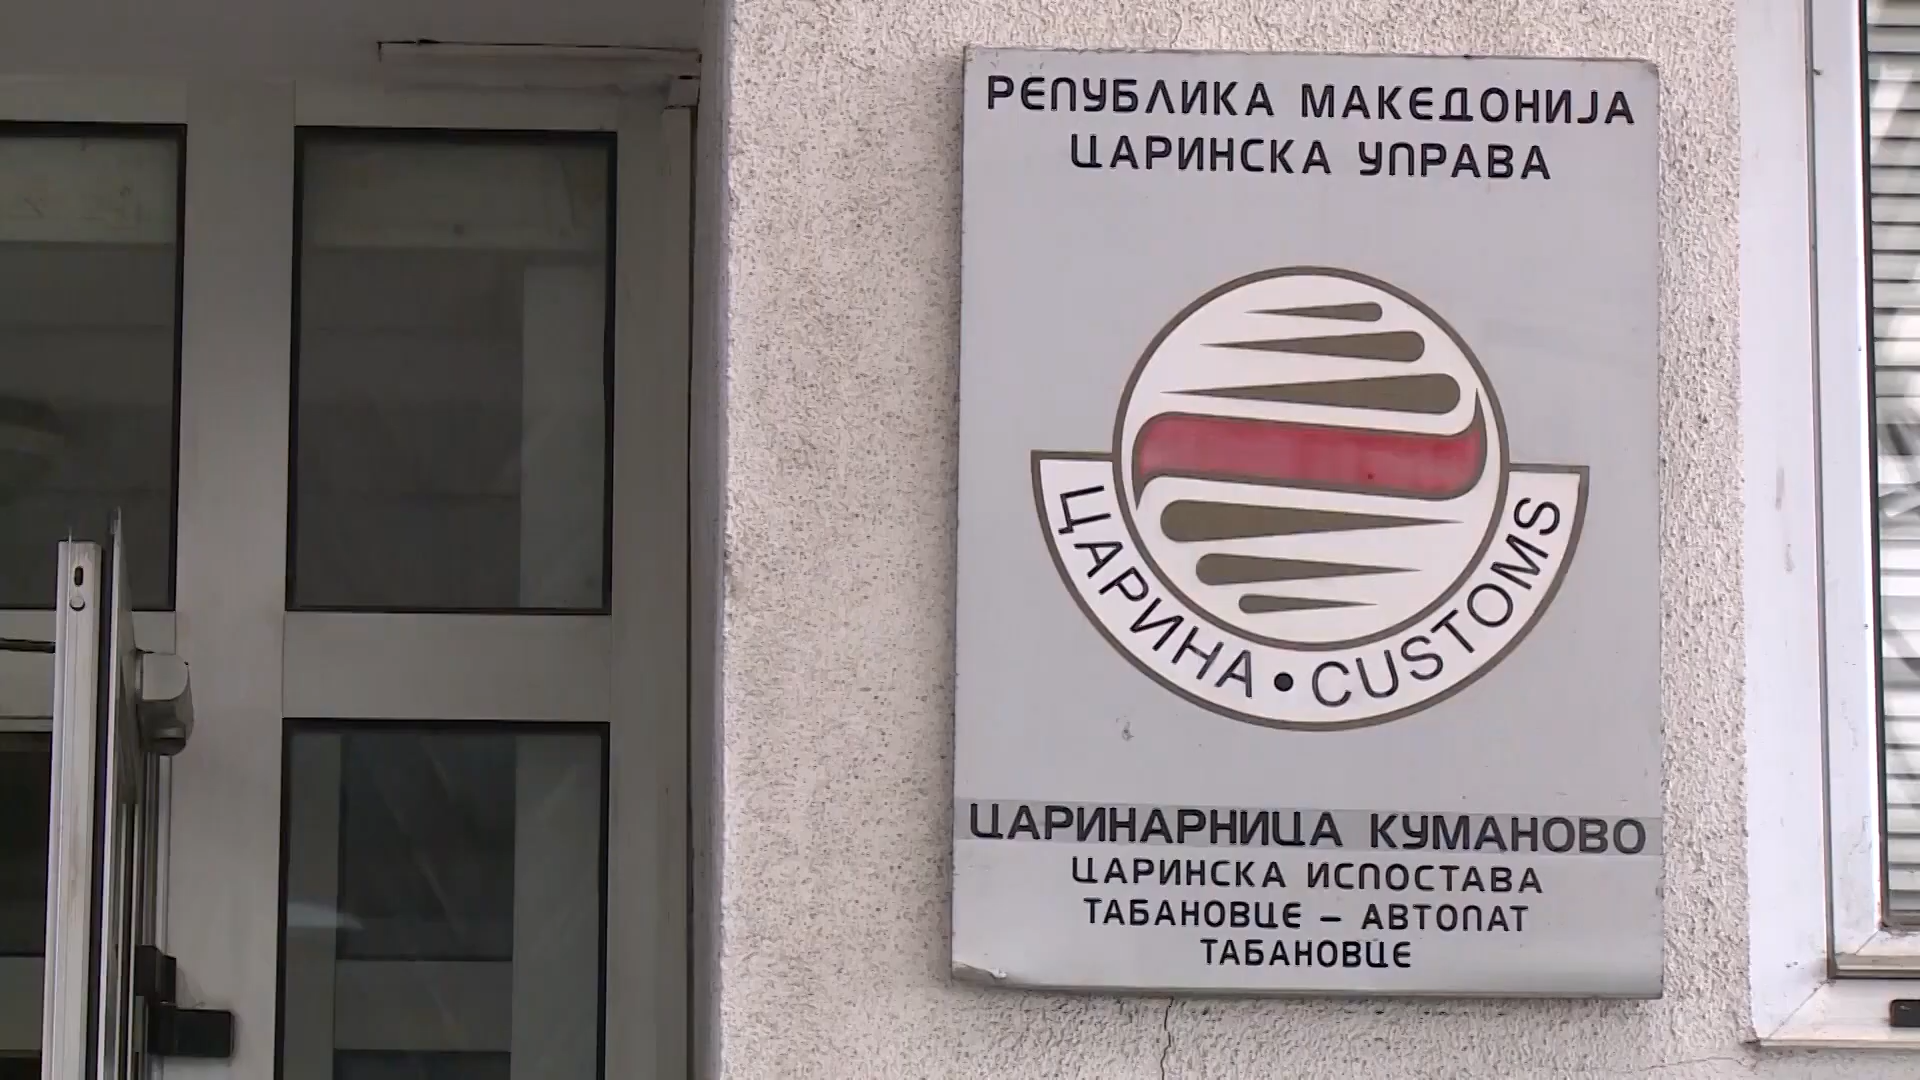 РЕПУБЛИКА МАКЕДОНИЈА
ЦАРИНСКА УПРАВА
ЦАРИНА • CUSTOMS
ЦАРИНАРНИЦА КУМАНОВО
ЦАРИНСКА ИСПОСТАВА
ТАБАНОВЦЕ – АВТОПАТ
ТАБАНОВЦЕ